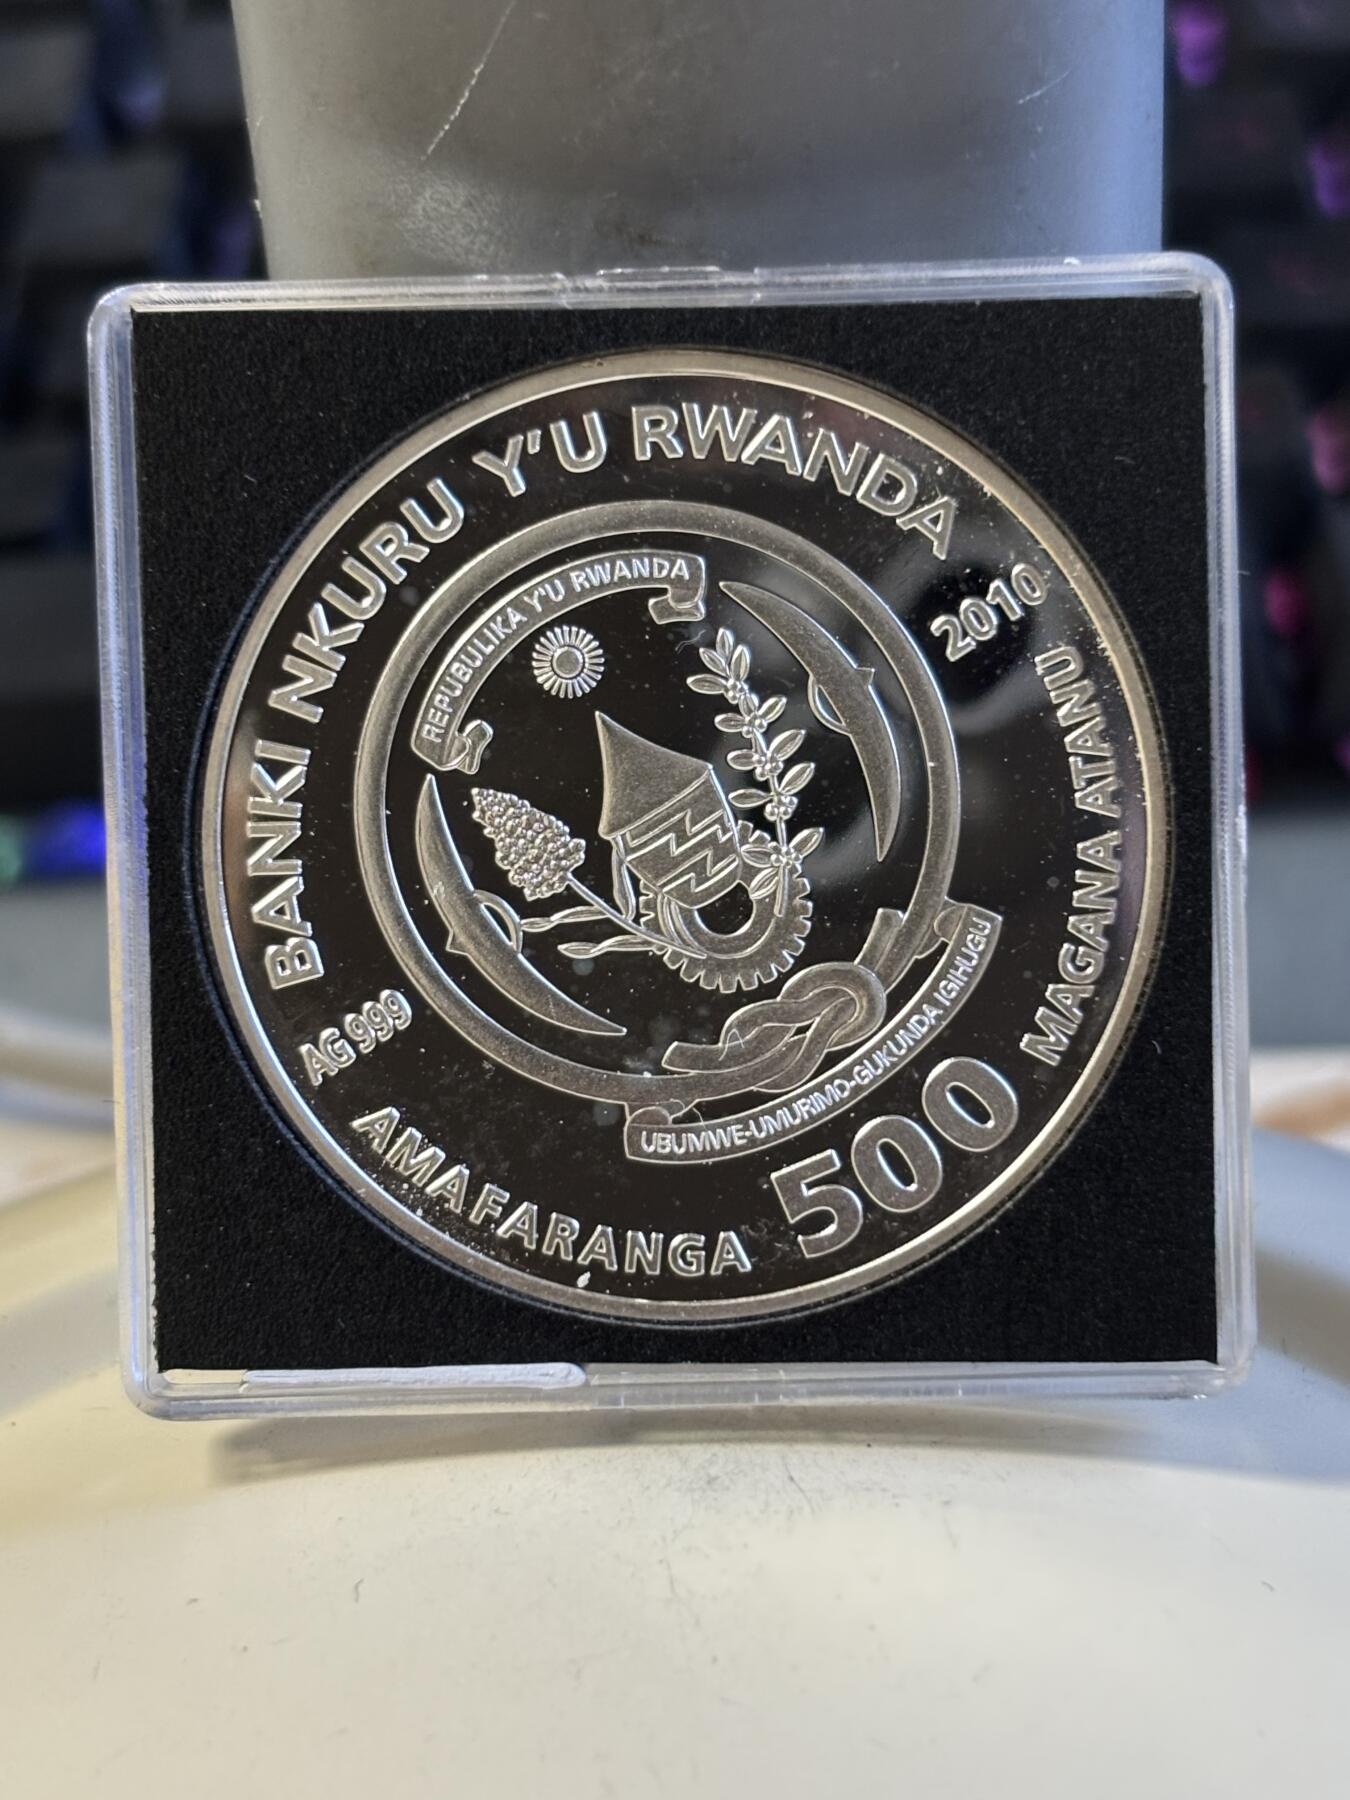 BANKI NKURU Y'U RWANDA
2010
REPUBULIKA Y'U RWANDA
UBUMWE-UMURIMO-GUKUNDA IGIHUGU
AG 999
AMAFARANGA 500 MAGANA ATANU